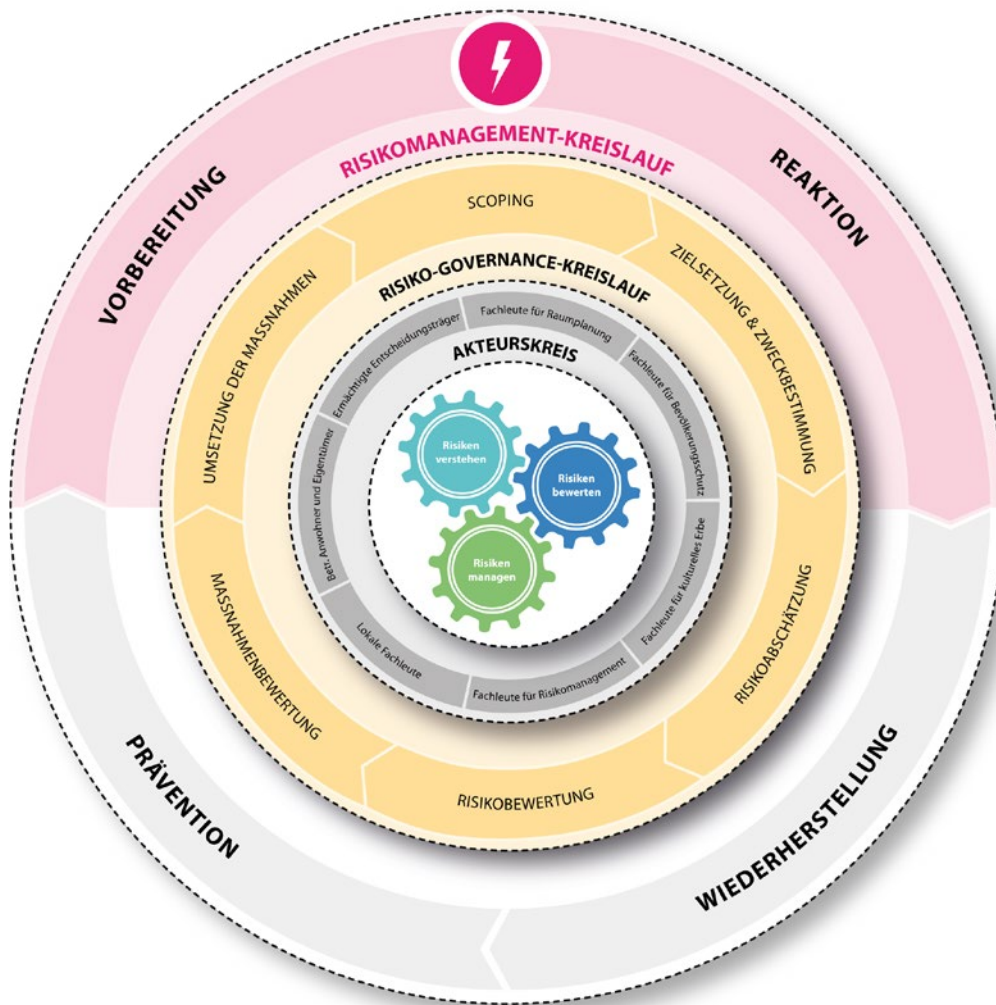 RISIKOMANAGEMENT-KREISLAUF
VORBEREITUNG
REAKTION
WIEDERHERSTELLUNG
PRÄVENTION
RISIKO-GOVERNANCE-KREISLAUF
SCOPING
ZIELSETZUNG & ZWECKBESTIMMUNG
RISIKOABSCHÄTZUNG
RISIKOBEWERTUNG
MASSNAHMENBEWERTUNG
UMSETZUNG DER MASSNAHMEN
AKTEURSKREIS
Fachleute für Raumplanung
Fachleute für Bevölkerungsschutz
Fachleute für kulturelles Erbe
Fachleute für Risikomanagement
Lokale Fachleute
Betr. Anwohner und Eigentümer
Ermächtigte Entscheidungsträger
Risiken
verstehen
Risiken
bewerten
Risiken
managen